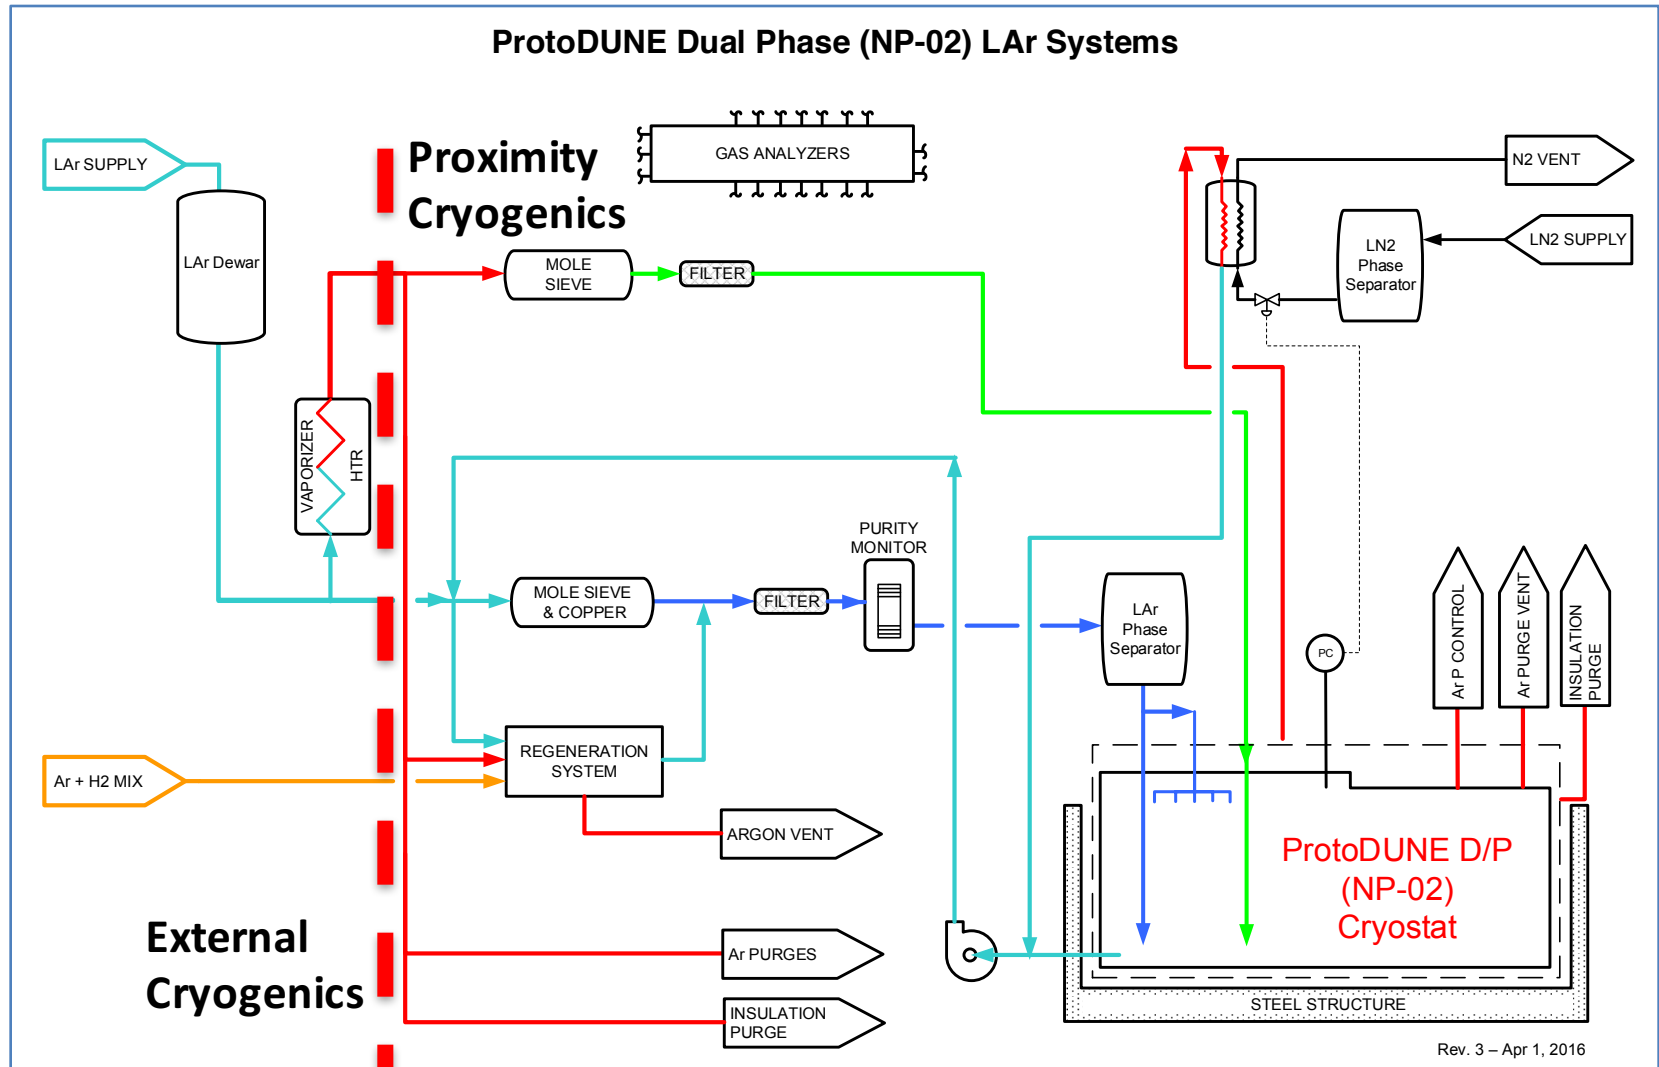 ProtoDUNE Dual Phase (NP-02) LAr Systems
LAr SUPPLY
Proximity
Cryogenics
GAS ANALYZERS
N2 VENT
LN2 SUPPLY
LN2
Phase
Separator
LAr Dewar
MOLE
SIEVE
FILTER
VAPORIZER
HTR
PURITY
MONITOR
MOLE SIEVE
& COPPER
FILTER
LAr
Phase
Separator
PC
Ar P CONTROL
Ar PURGE VENT
INSULATION
PURGE
Ar + H2 MIX
REGENERATION
SYSTEM
ARGON VENT
ProtoDUNE D/P
(NP-02)
Cryostat
External
Cryogenics
Ar PURGES
INSULATION
PURGE
STEEL STRUCTURE
Rev. 3 – Apr 1, 2016